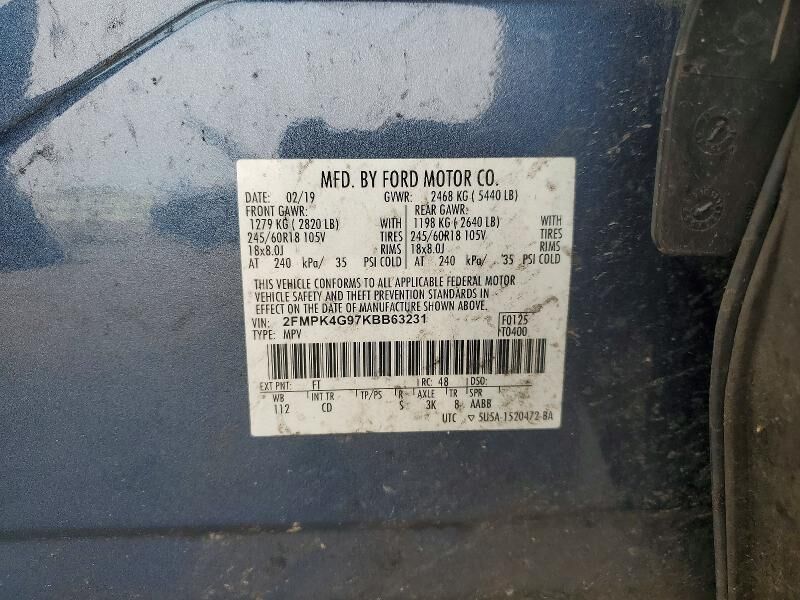 MFD. BY FORD MOTOR CO.
DATE: 02/19 GVWR: 2468 KG ( 5440 LB)
FRONT GAWR: REAR GAWR:
1279 KG ( 2820 LB) WITH 1198 KG ( 2640 LB) WITH
245/60R18 105V TIRES 245/60R18 105V TIRES
18x8.0J RIMS 18x8.0J RIMS
AT 240 kPa/ 35 PSI COLD AT 240 kPa/ 35 PSI COLD
THIS VEHICLE CONFORMS TO ALL APPLICABLE FEDERAL MOTOR
VEHICLE SAFETY AND THEFT PREVENTION STANDARDS IN
EFFECT ON THE DATE OF MANUFACTURE SHOWN ABOVE.
VIN: 2FMPK4G97KBB63231 F0125
TYPE: MPV T0400
EXT PNT: FT RC: 48 DSO:
WB INT TR TP/PS R AXLE TR SPR
112 CD S 3K 8 AABB
UTC ▽ 5U5A-1520472-BA